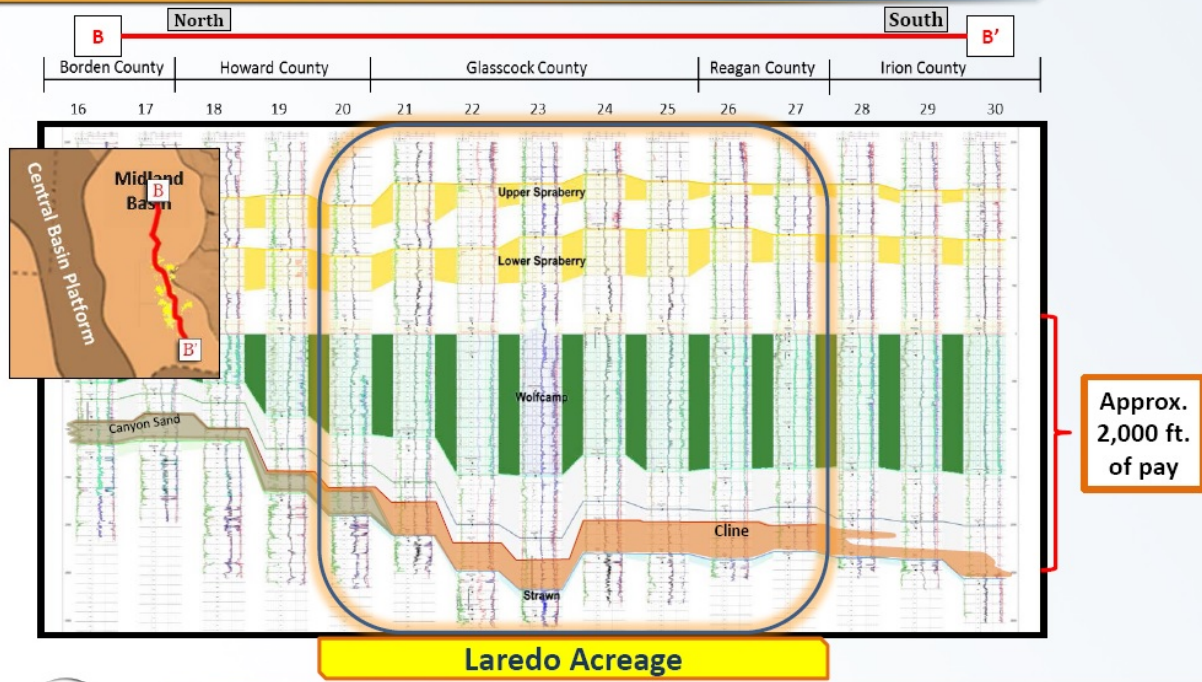 North
South
B
B'
Borden County
Howard County
Glasscock County
Reagan County
Irion County
16 17 18 19 20 21 22 23 24 25 26 27 28 29 30
Central Basin Platform
Midland
Basin
B
B'
Upper Spraberry
Lower Spraberry
Wolfcamp
Canyon Sand
Cline
Strawn
Approx.
2,000 ft.
of pay
Laredo Acreage